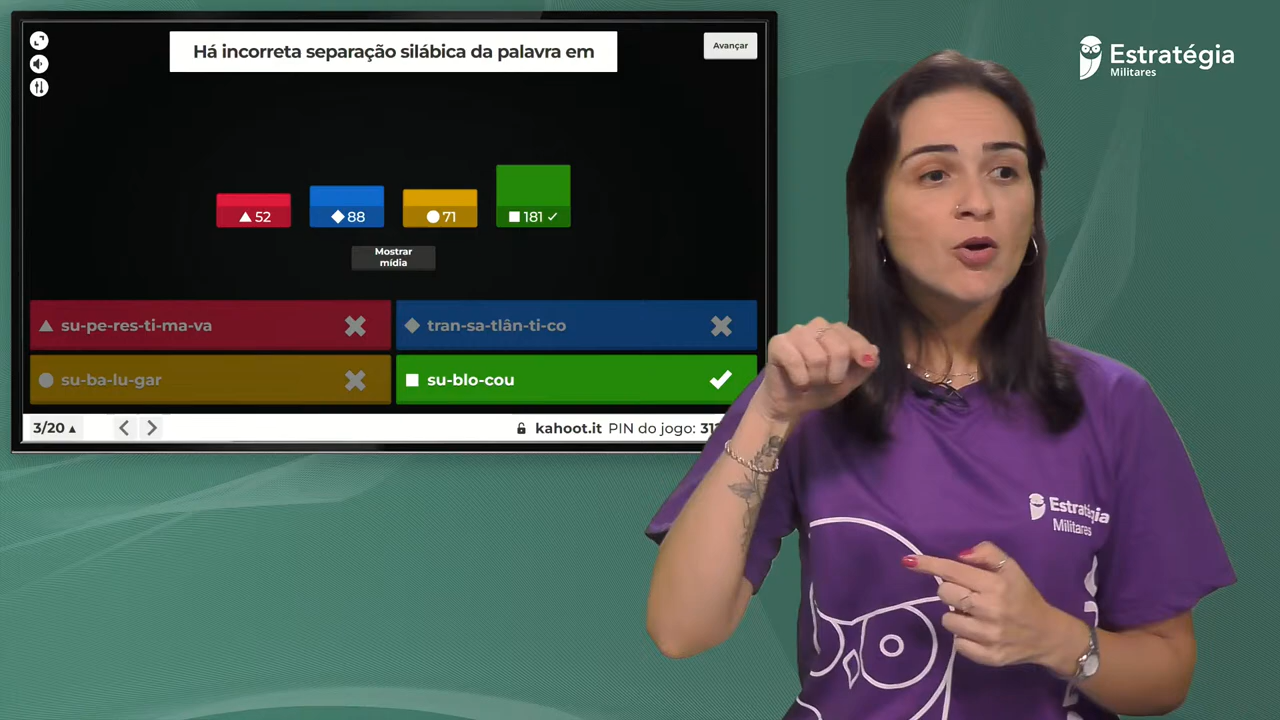 Há incorreta separação silábica da palavra em
Avançar
52
88
71
181
Mostrar
mídia
su-pe-res-ti-ma-va
tran-sa-tlân-ti-co
su-ba-lu-gar
su-blo-cou
3/20
kahoot.it PIN do jogo:
Estratégia
Militares
Estratégia
Militares